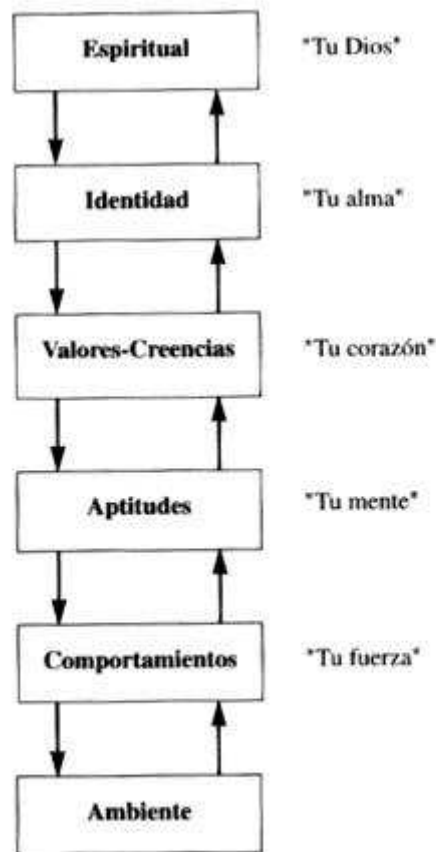 Espiritual "Tu Dios"
Identidad "Tu alma"
Valores-Creencias "Tu corazón"
Aptitudes "Tu mente"
Comportamientos "Tu fuerza"
Ambiente